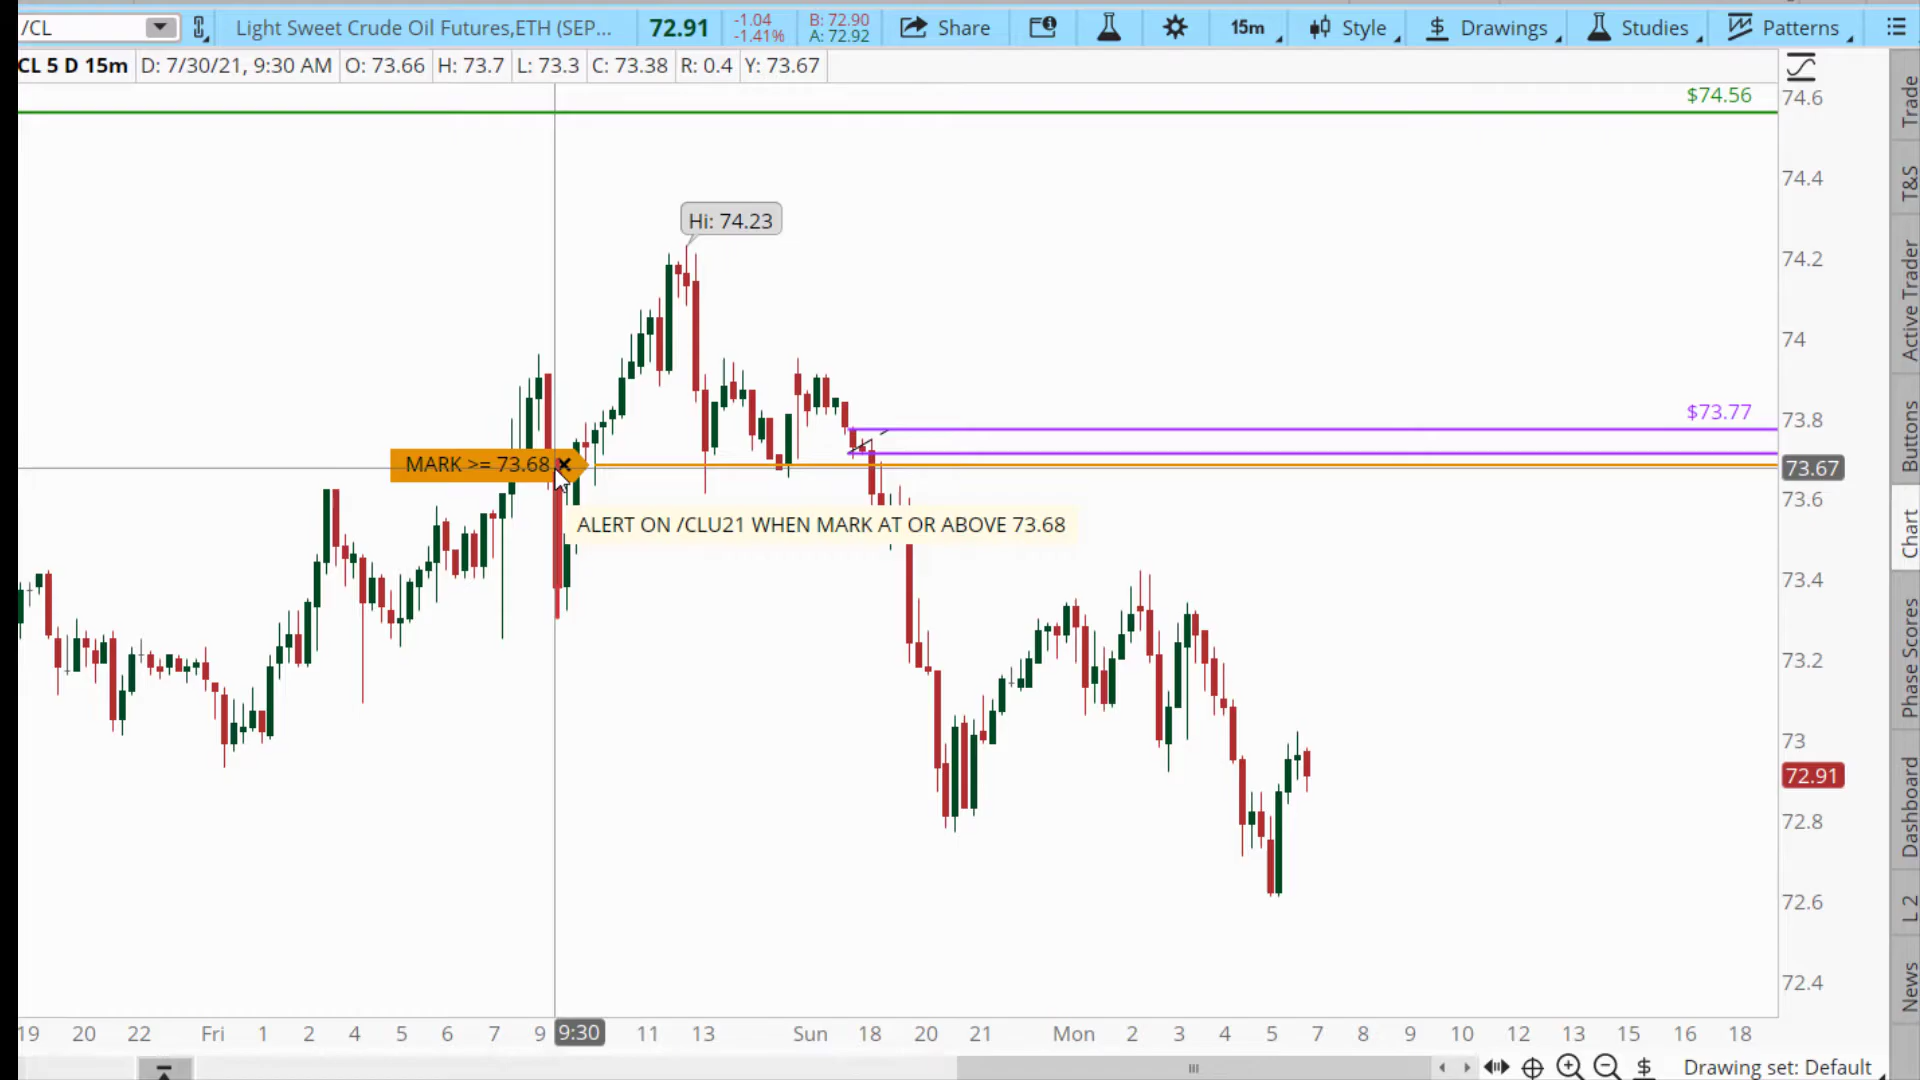 /CL
Light Sweet Crude Oil Futures,ETH (SEP...
72.91
-1.04
-1.41%
B: 72.90
A: 72.92
Share
15m
Style
$ Drawings
Studies
Patterns
CL 5 D 15m
D: 7/30/21, 9:30 AM
O: 73.66
H: 73.7
L: 73.3
C: 73.38
R: 0.4
Y: 73.67
$74.56
74.6
74.4
Hi: 74.23
74.2
74
$73.77
73.8
MARK >= 73.68
73.67
73.6
ALERT ON /CLU21 WHEN MARK AT OR ABOVE 73.68
73.4
73.2
73
72.91
72.8
72.6
72.4
19 20 22 Fri 1 2 4 5 6 7 9 9:30 11 13 Sun 18 20 21 Mon 2 3 4 5 7 8 9 10 12 13 15 16 18
$
Drawing set: Default
Trade
T&S
Active Trader
Buttons
Chart
Phase Scores
Dashboard
L 2
News